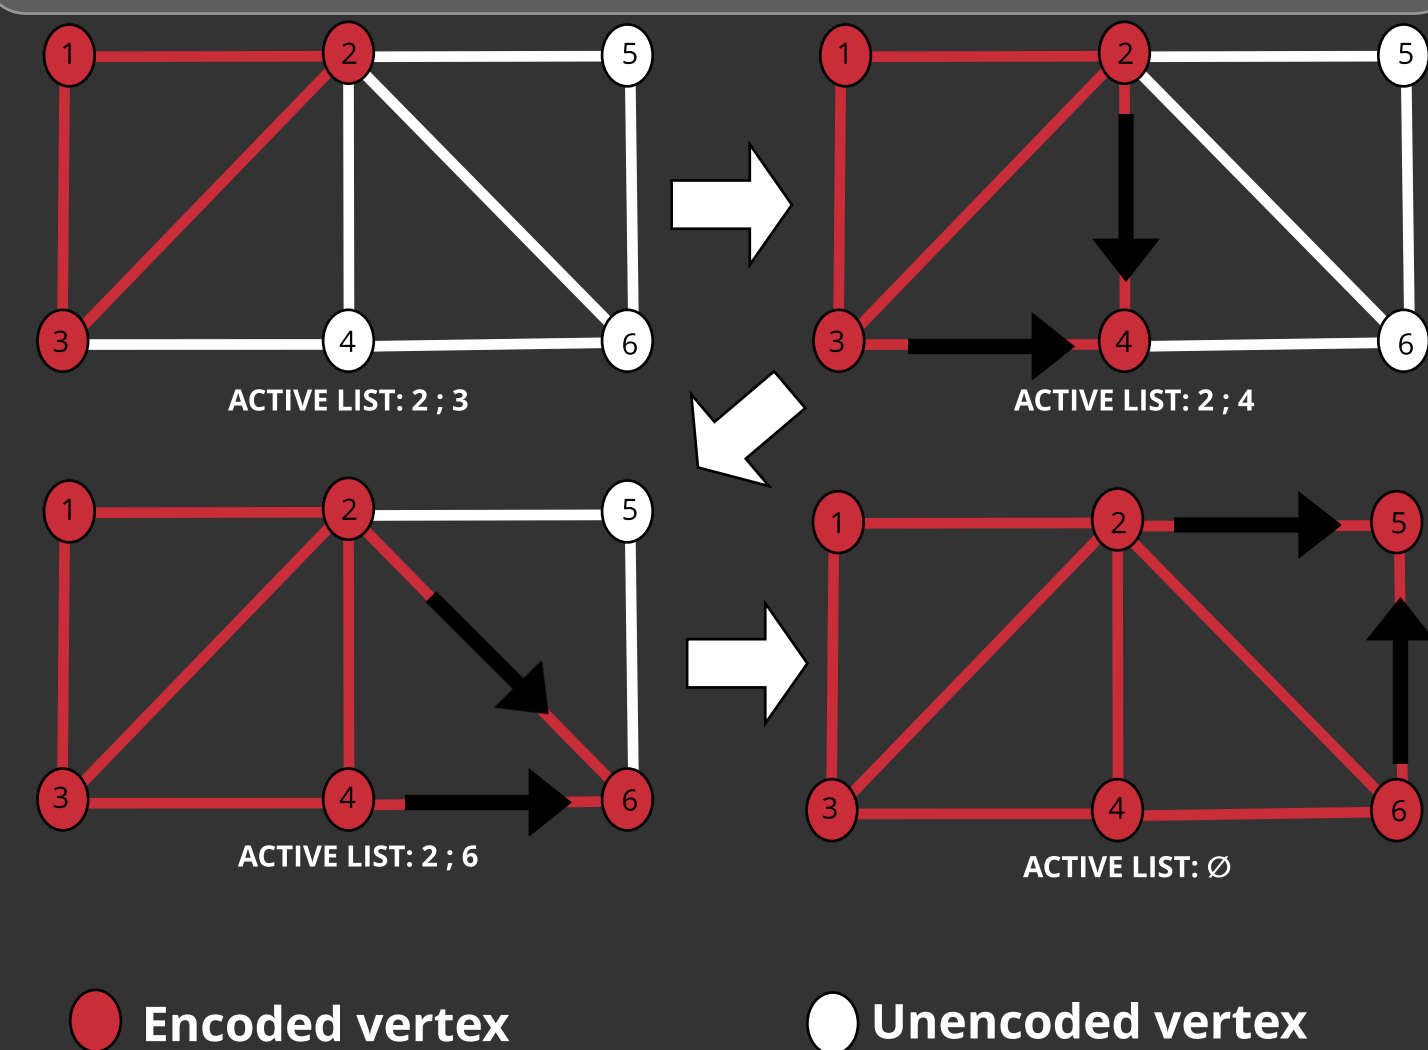 1 2 5
3 4 6
ACTIVE LIST: 2 ; 3
1 2 5
3 4 6
ACTIVE LIST: 2 ; 4
1 2 5
3 4 6
ACTIVE LIST: 2 ; 6
1 2 5
3 4 6
ACTIVE LIST: ∅
Encoded vertex
Unencoded vertex